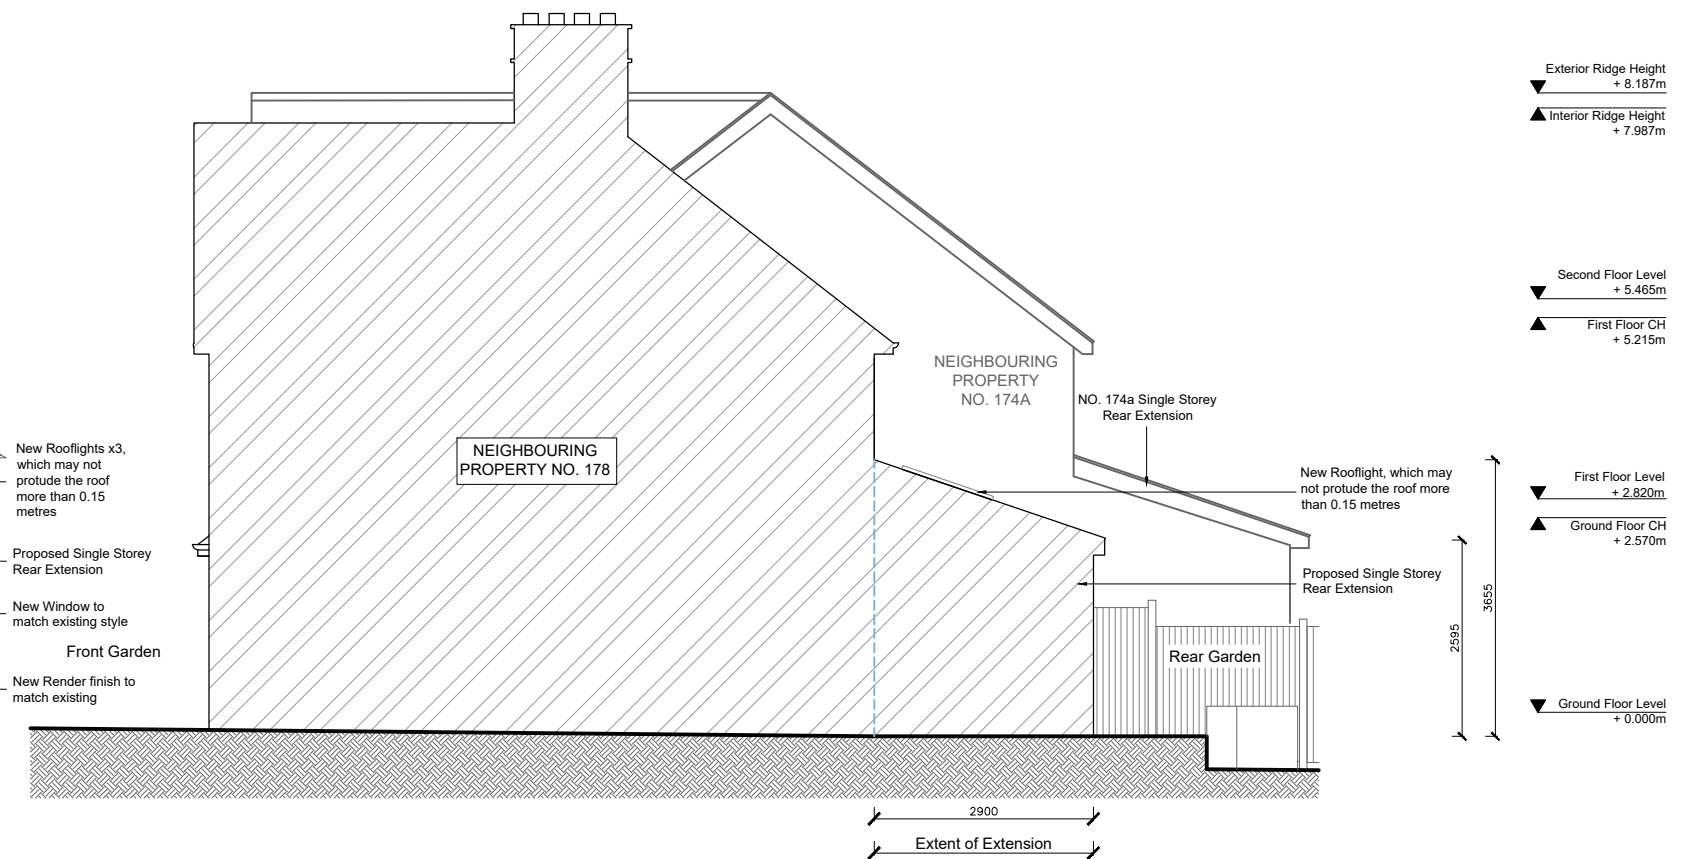 Exterior Ridge Height
+ 8.187m
Interior Ridge Height
+ 7.987m
Second Floor Level
+ 5.465m
First Floor CH
+ 5.215m
NEIGHBOURING
PROPERTY
NO. 174A
NO. 174a Single Storey
Rear Extension
New Rooflights x3,
which may not
protude the roof
more than 0.15
metres
NEIGHBOURING
PROPERTY NO. 178
New Rooflight, which may
not protude the roof more
than 0.15 metres
First Floor Level
+ 2.820m
Ground Floor CH
+ 2.570m
Proposed Single Storey
Rear Extension
Proposed Single Storey
Rear Extension
3655
2595
New Window to
match existing style
Front Garden
Rear Garden
New Render finish to
match existing
Ground Floor Level
+ 0.000m
2900
Extent of Extension